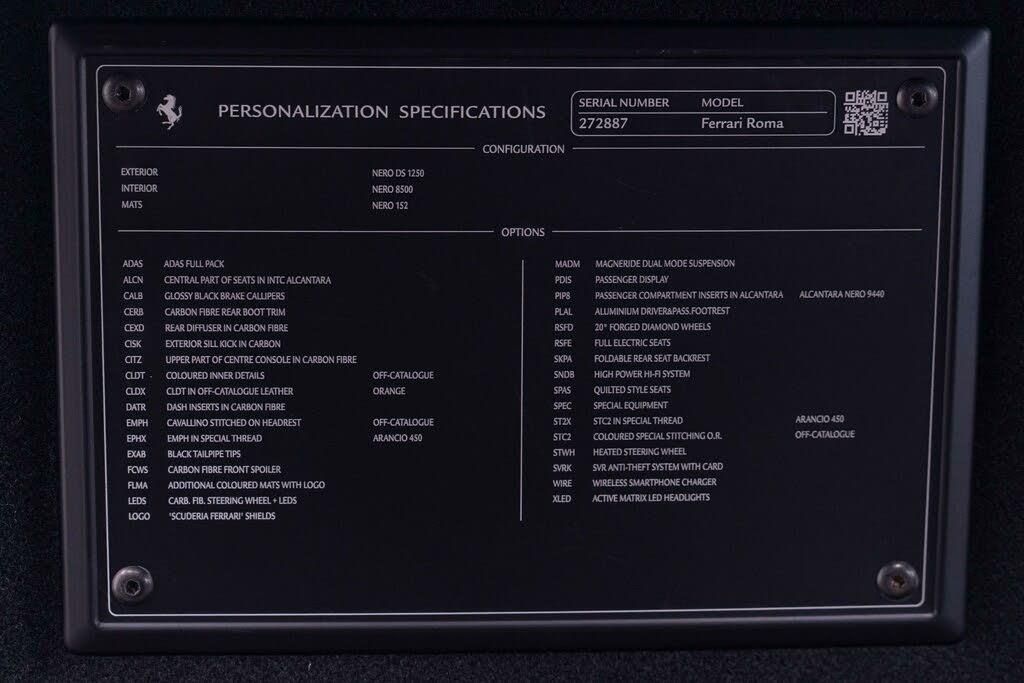 PERSONALIZATION SPECIFICATIONS
SERIAL NUMBER MODEL
272887 Ferrari Roma
CONFIGURATION
EXTERIOR NERO DS 1250
INTERIOR NERO 8500
MATS NERO 152
OPTIONS
ADAS ADAS FULL PACK
ALCN CENTRAL PART OF SEATS IN INTC ALCANTARA
CALB GLOSSY BLACK BRAKE CALLIPERS
CERB CARBON FIBRE REAR BOOT TRIM
CEXD REAR DIFFUSER IN CARBON FIBRE
CISK EXTERIOR SILL KICK IN CARBON
CITZ UPPER PART OF CENTRE CONSOLE IN CARBON FIBRE
CLDT COLOURED INNER DETAILS OFF-CATALOGUE
CLDX CLDT IN OFF-CATALOGUE LEATHER ORANGE
DATR DASH INSERTS IN CARBON FIBRE
EMPH CAVALLINO STITCHED ON HEADREST OFF-CATALOGUE
EPHX EMPH IN SPECIAL THREAD ARANCIO 450
EXAB BLACK TAILPIPE TIPS
FCWS CARBON FIBRE FRONT SPOILER
FLMA ADDITIONAL COLOURED MATS WITH LOGO
LEDS CARB. FIB. STEERING WHEEL + LEDS
LOGO 'SCUDERIA FERRARI' SHIELDS
MADM MAGNERIDE DUAL MODE SUSPENSION
PDIS PASSENGER DISPLAY
PIP8 PASSENGER COMPARTMENT INSERTS IN ALCANTARA ALCANTARA NERO 9440
PLAL ALUMINIUM DRIVER&PASS.FOOTREST
RSFD 20" FORGED DIAMOND WHEELS
RSFE FULL ELECTRIC SEATS
SKPA FOLDABLE REAR SEAT BACKREST
SNDB HIGH POWER HI-FI SYSTEM
SPAS QUILTED STYLE SEATS
SPEC SPECIAL EQUIPMENT
ST2X STC2 IN SPECIAL THREAD ARANCIO 450
STC2 COLOURED SPECIAL STITCHING O.R. OFF-CATALOGUE
STWH HEATED STEERING WHEEL
SVRK SVR ANTI-THEFT SYSTEM WITH CARD
WIRE WIRELESS SMARTPHONE CHARGER
XLED ACTIVE MATRIX LED HEADLIGHTS